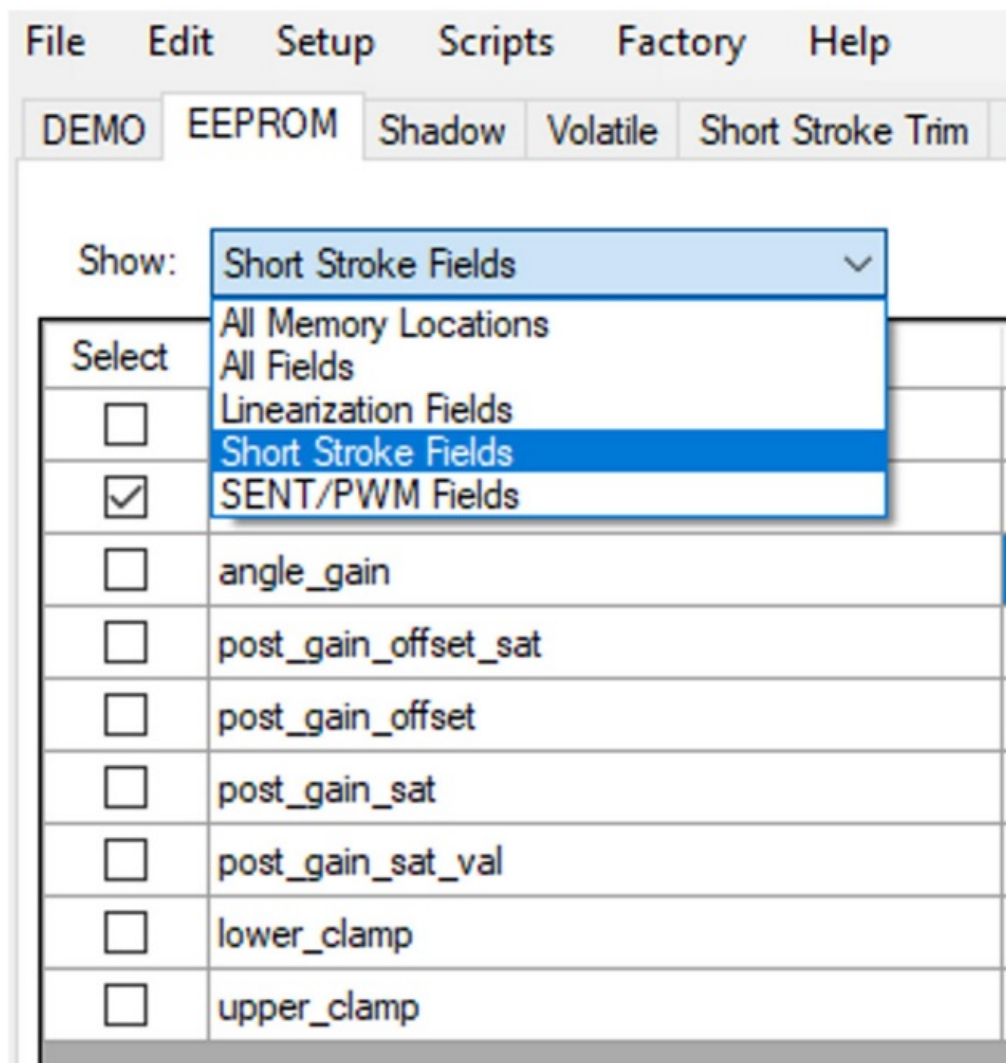 File Edit Setup Scripts Factory Help
DEMO EEPROM Shadow Volatile Short Stroke Trim
Show: Short Stroke Fields
All Memory Locations
Select
All Fields
Linearization Fields
Short Stroke Fields
SENT/PWM Fields
angle_gain
post_gain_offset_sat
post_gain_offset
post_gain_sat
post_gain_sat_val
lower_clamp
upper_clamp